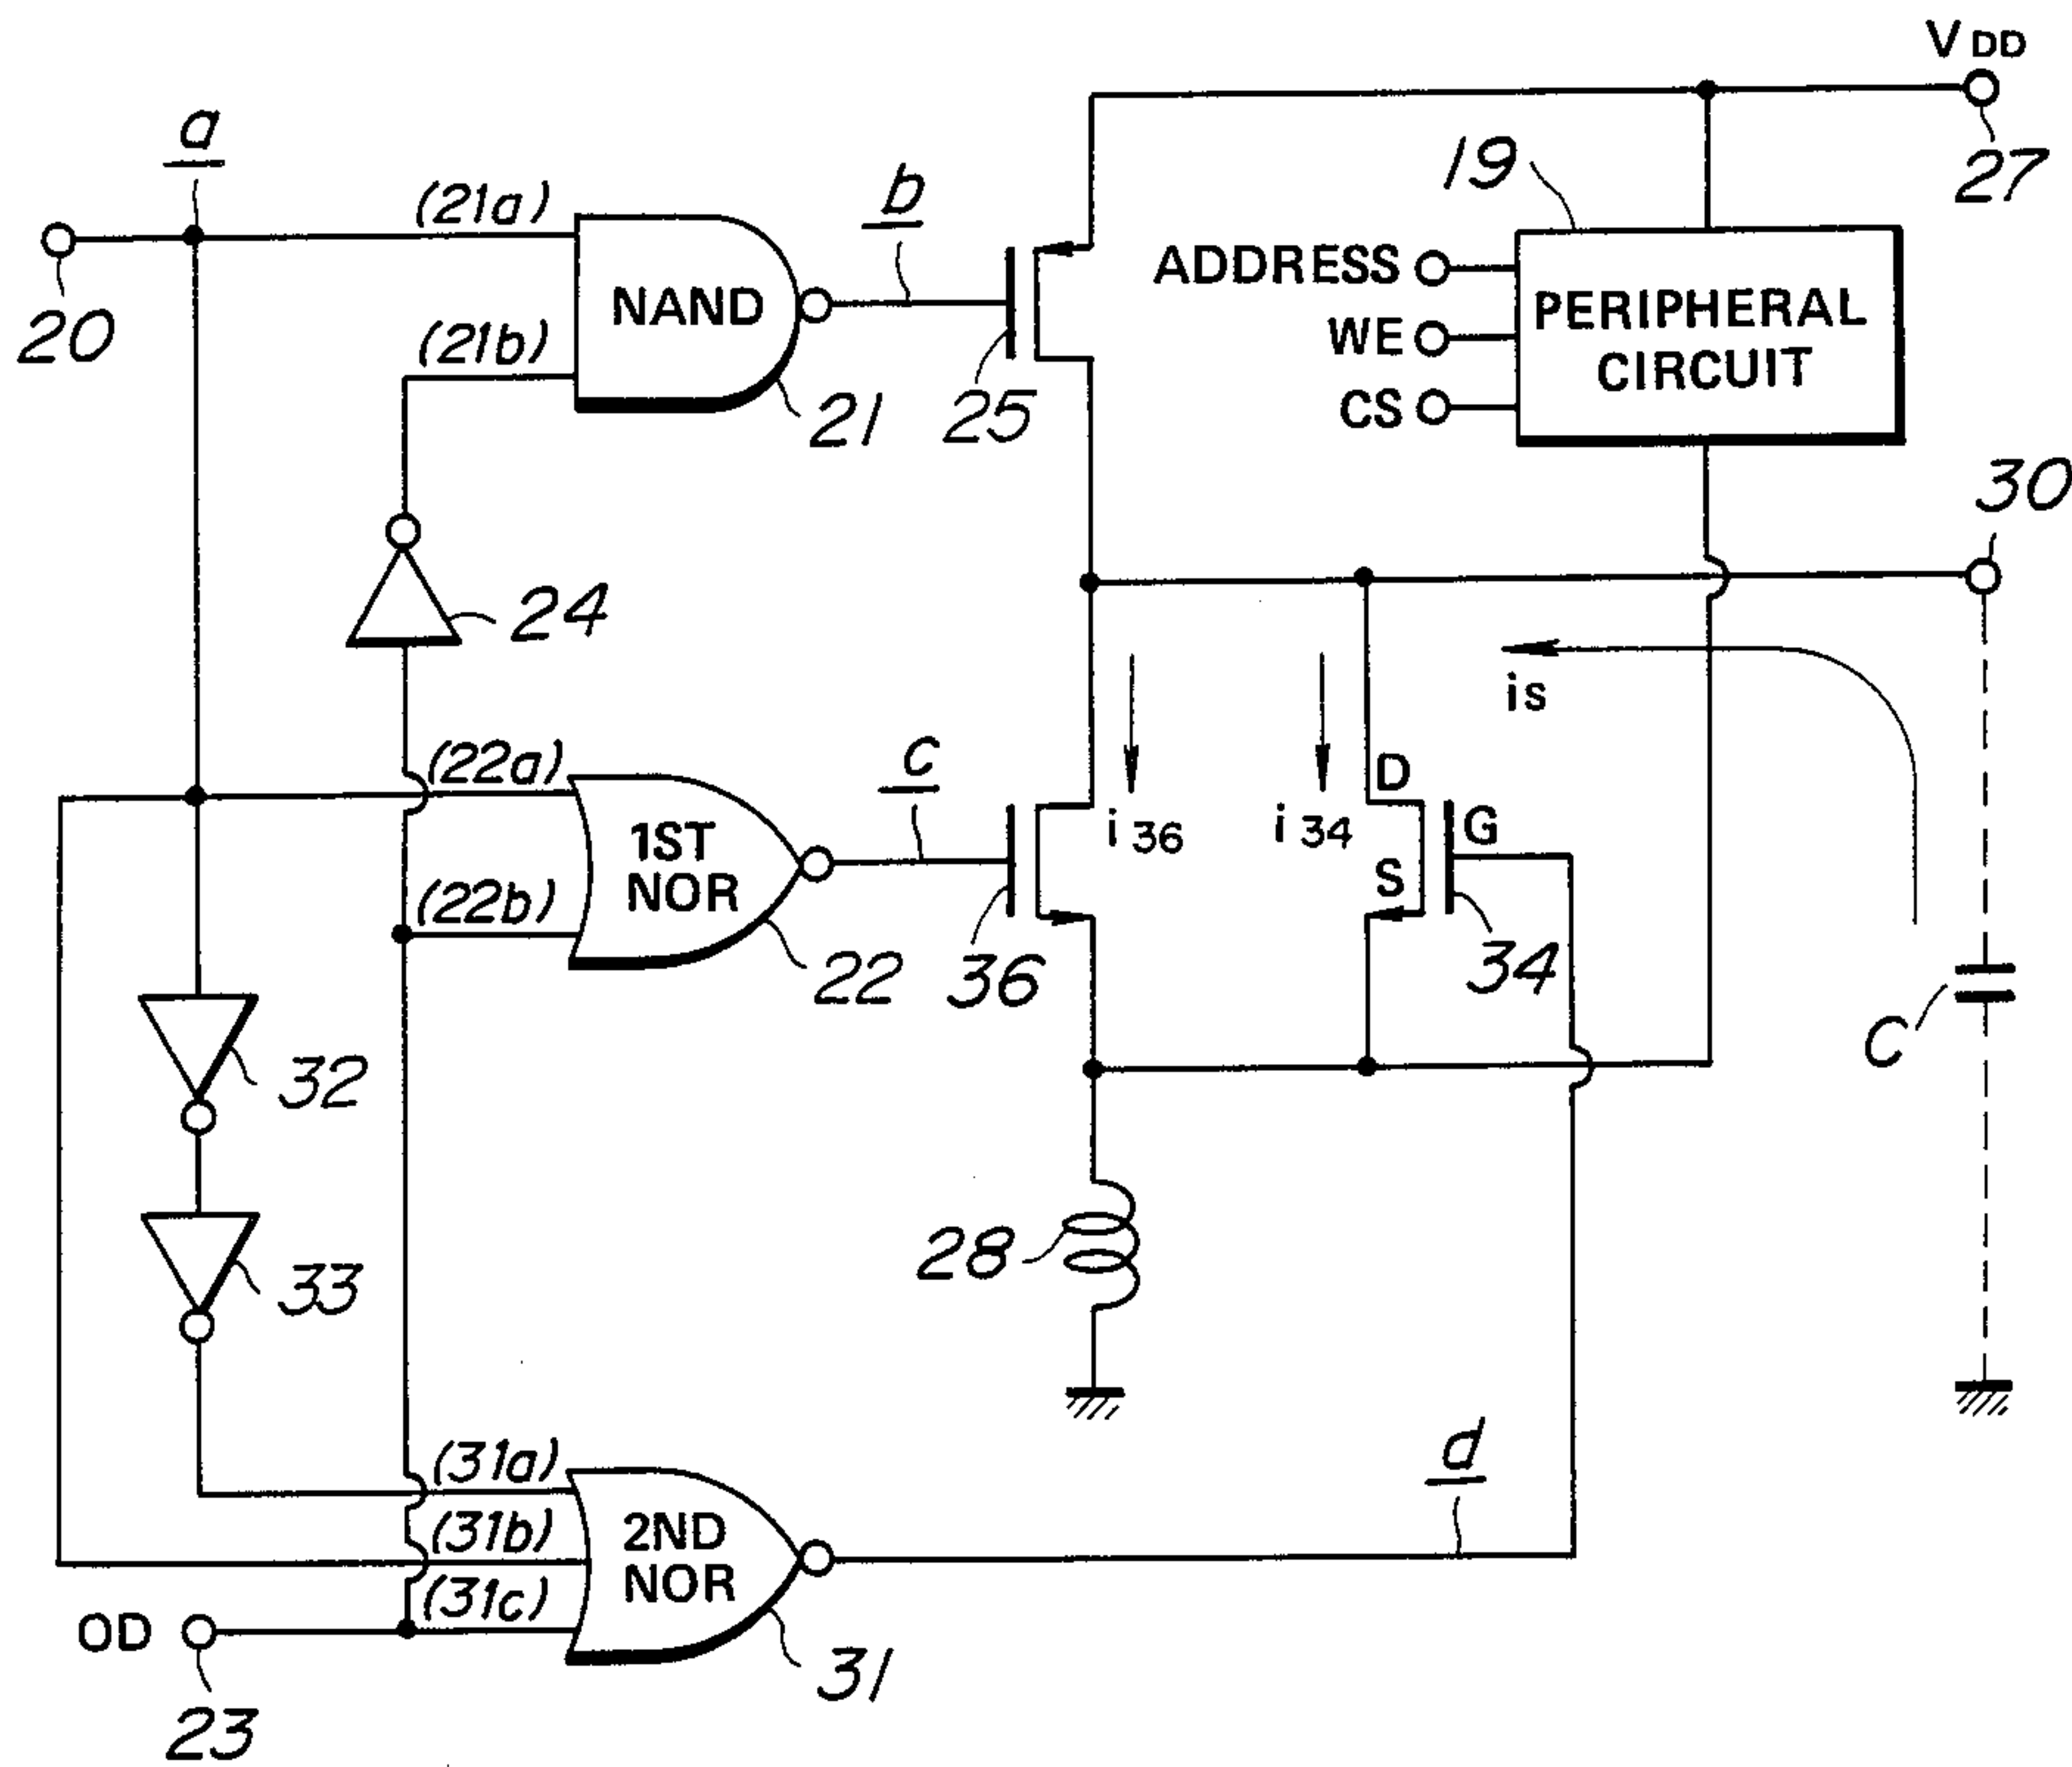 VDD
27
a
(21a)
b
19
20
NAND
ADDRESS
WE
CS
PERIPHERAL
CIRCUIT
(21b)
21
25
30
24
is
(22a)
c
1ST
NOR
(22b)
i36
i34
D
G
S
22
36
34
C
32
28
33
d
(31a)
(31b)
(31c)
2ND
NOR
OD
31
23